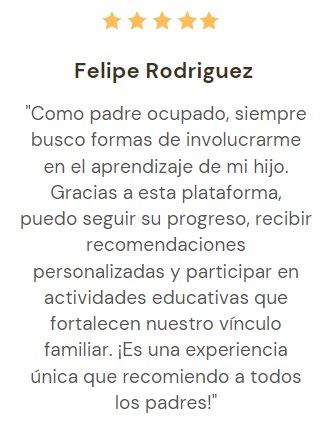 Felipe Rodriguez
"Como padre ocupado, siempre
busco formas de involucrarme
en el aprendizaje de mi hijo.
Gracias a esta plataforma,
puedo seguir su progreso, recibir
recomendaciones
personalizadas y participar en
actividades educativas que
fortalecen nuestro vínculo
familiar. ¡Es una experiencia
única que recomiendo a todos
los padres!"